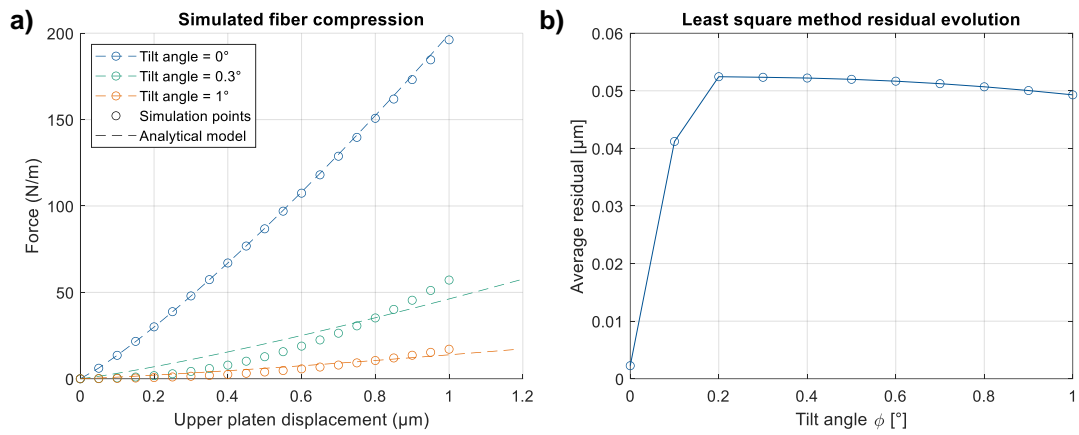 a)
Simulated fiber compression
Tilt angle = 0°
Tilt angle = 0.3°
Tilt angle = 1°
Simulation points
Analytical model
Force (N/m)
200
150
100
50
0
0
0.2
0.4
0.6
0.8
1
1.2
Upper platen displacement (μm)
b)
Least square method residual evolution
Average residual [μm]
0.06
0.05
0.04
0.03
0.02
0.01
0
0
0.2
0.4
0.6
0.8
1
Tilt angle ϕ [°]